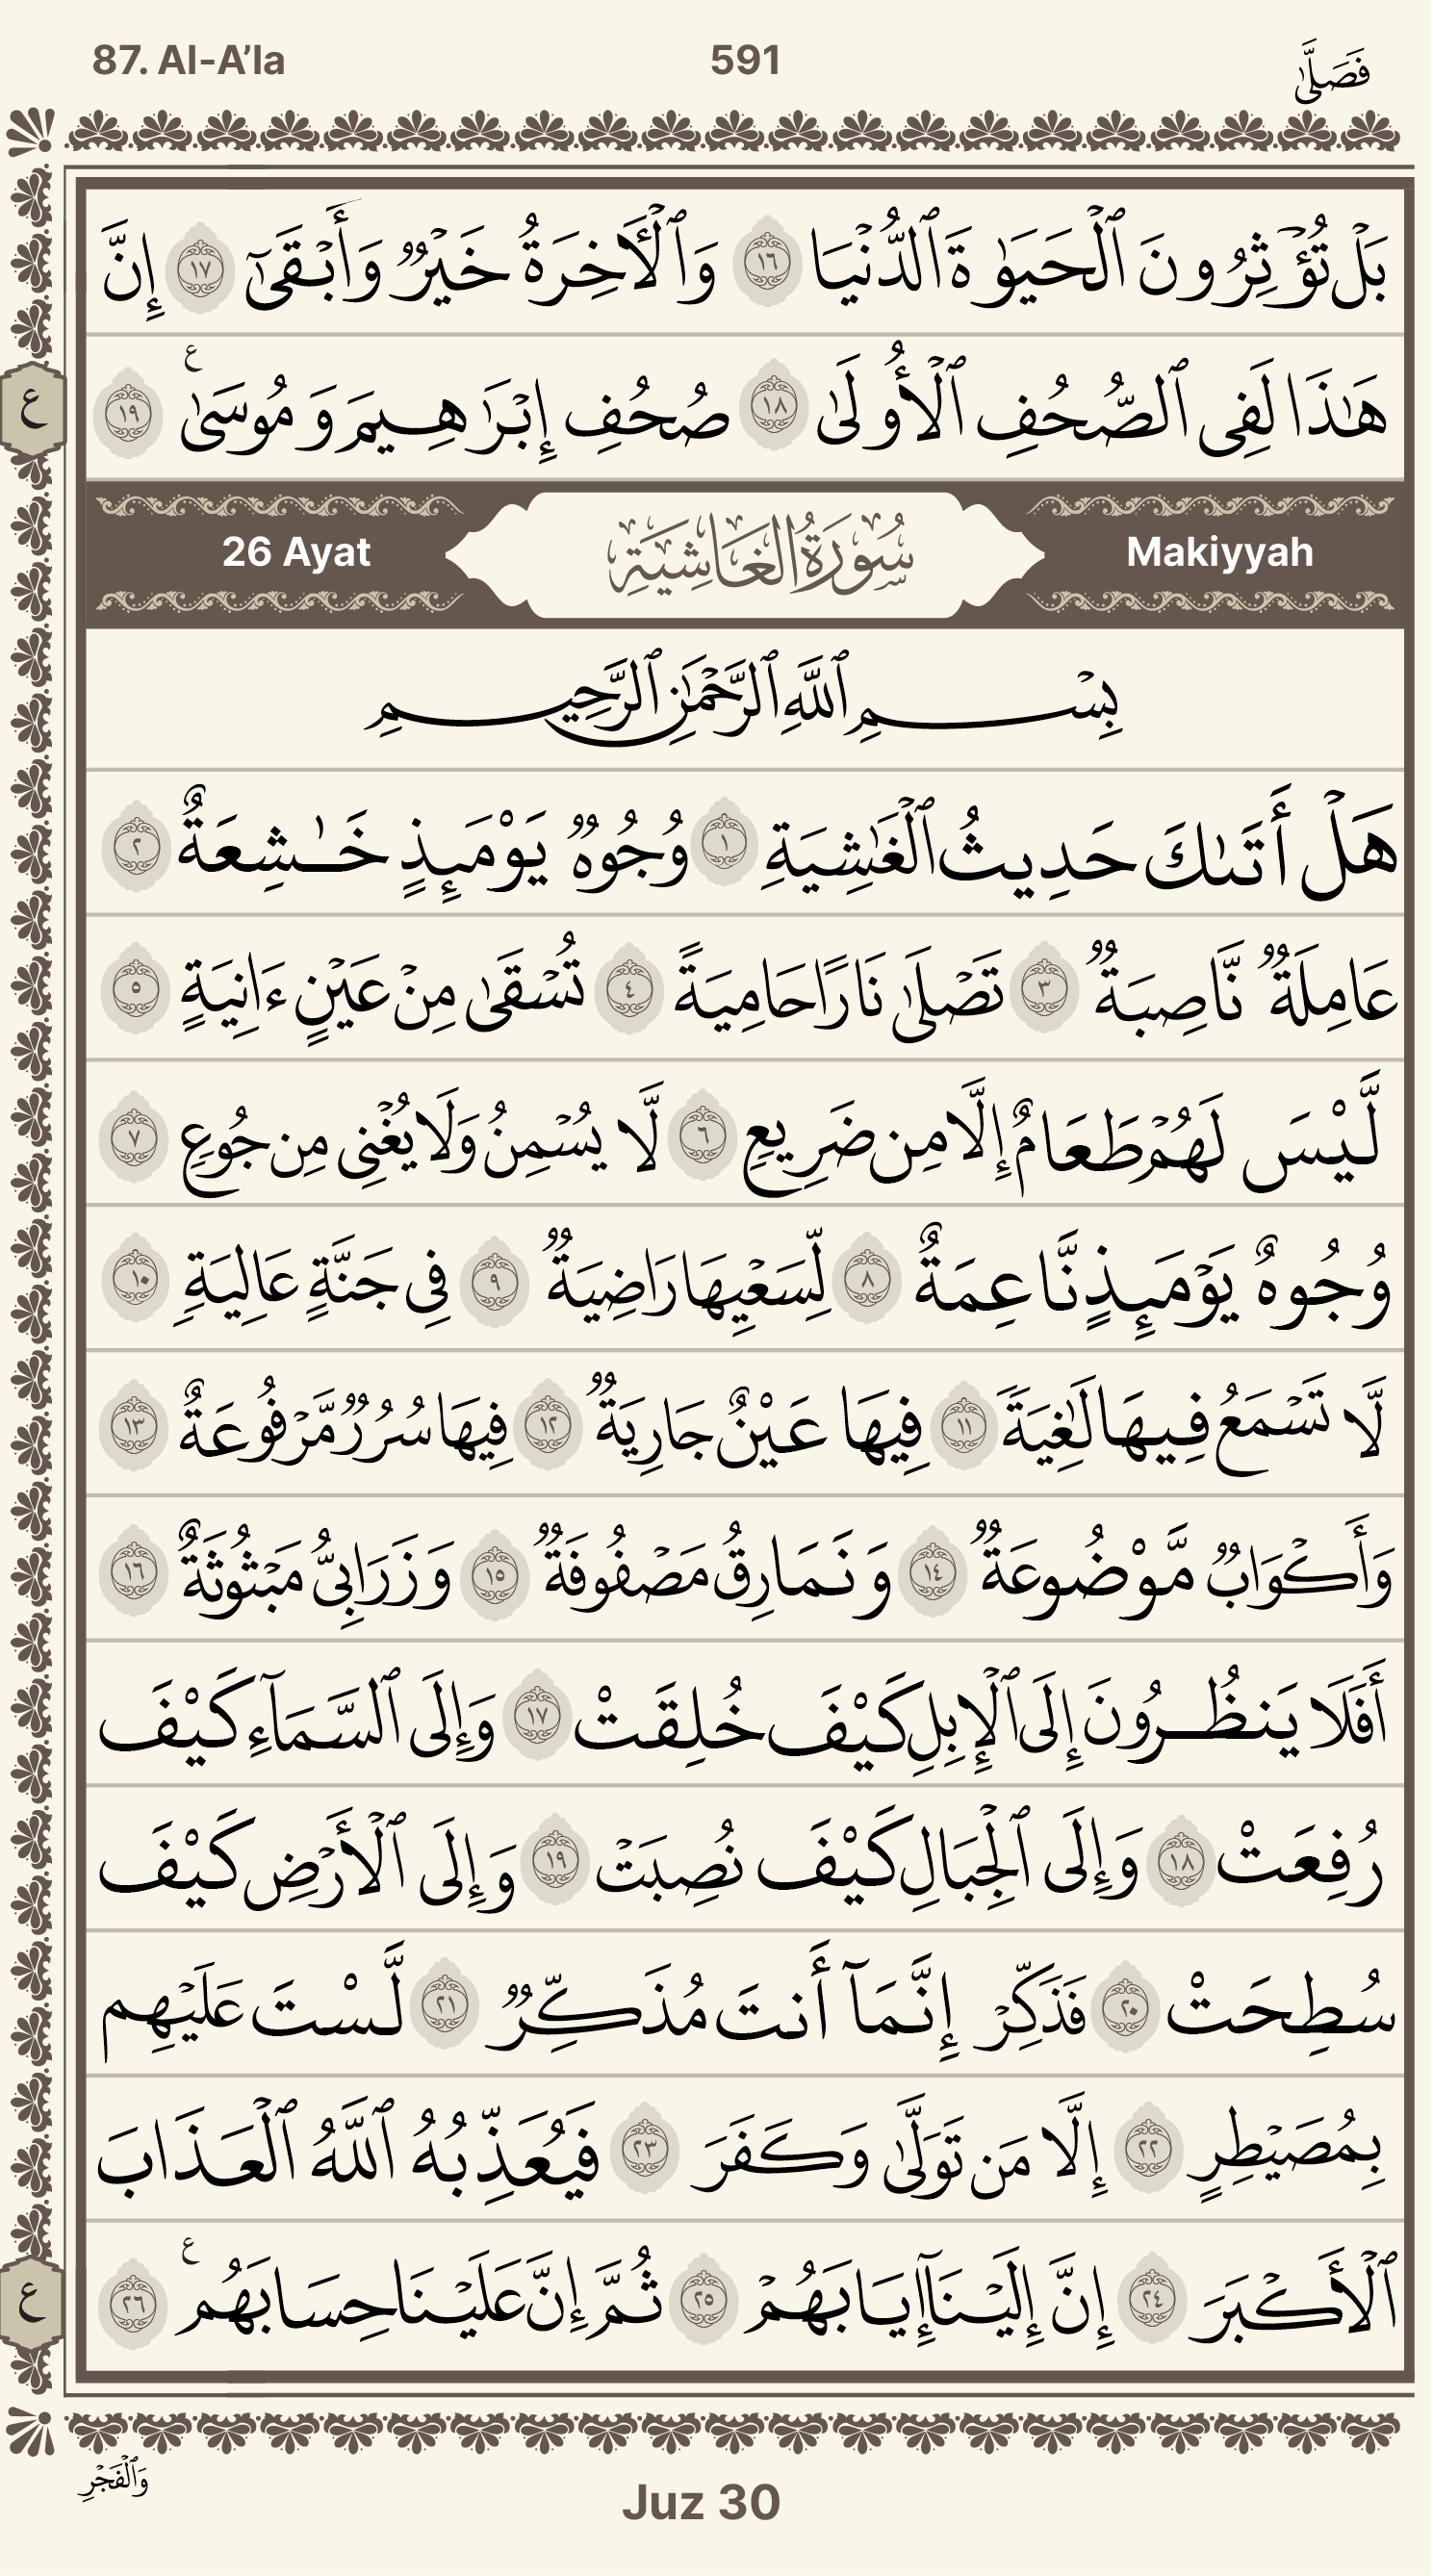 87. Al-A’la 591 فَصَلَّىٰ
بَلْ تُؤْثِرُونَ ٱلْحَيَوٰةَ ٱلدُّنْيَا ١٦ وَٱلْأَخِرَةُ خَيْرٌ وَأَبْقَىٰٓ ١٧ إِنَّ
هَٰذَا لَفِى ٱلصُّحُفِ ٱلْأُولَىٰ ١٨ صُحُفِ إِبْرَٰهِيمَ وَمُوسَىٰ ۧع ١٩
26 Ayat سُورَةُ الغَاشِيَةِ Makiyyah
بِسْمِ ٱللَّهِ ٱلرَّحْمَٰنِ ٱلرَّحِيمِ
هَلْ أَتَىٰكَ حَدِيثُ ٱلْغَٰشِيَةِ ١ وُجُوهٌ يَوْمَئِذٍ خَٰشِعَةٌ ٢
عَامِلَةٌ نَّاصِبَةٌ ٣ تَصْلَىٰ نَارًا حَامِيَةً ٤ تُسْقَىٰ مِنْ عَيْنٍ ءَانِيَةٍ ٥
لَّيْسَ لَهُمْ طَعَامٌ إِلَّا مِن ضَرِيعٍ ٦ لَّا يُسْمِنُ وَلَا يُغْنِى مِن جُوعٍ ٧
وُجُوهٌ يَوْمَئِذٍ نَّاعِمَةٌ ٨ لِّسَعْيِهَا رَاضِيَةٌ ٩ فِى جَنَّةٍ عَالِيَةٍ ١٠
لَّا تَسْمَعُ فِيهَا لَٰغِيَةً ١١ فِيهَا عَيْنٌ جَارِيَةٌ ١٢ فِيهَا سُرُرٌ مَّرْفُوعَةٌ ١٣
وَأَكْوَابٌ مَّوْضُوعَةٌ ١٤ وَنَمَارِقُ مَصْفُوفَةٌ ١٥ وَزَرَابِىُّ مَبْثُوثَةٌ ١٦
أَفَلَا يَنظُرُونَ إِلَى ٱلْإِبِلِ كَيْفَ خُلِقَتْ ١٧ وَإِلَى ٱلسَّمَآءِ كَيْفَ
رُفِعَتْ ١٨ وَإِلَى ٱلْجِبَالِ كَيْفَ نُصِبَتْ ١٩ وَإِلَى ٱلْأَرْضِ كَيْفَ
سُطِحَتْ ٢٠ فَذَكِّرْ إِنَّمَآ أَنتَ مُذَكِّرٌ ٢١ لَّسْتَ عَلَيْهِم
بِمُصَيْطِرٍ ٢٢ إِلَّا مَن تَوَلَّىٰ وَكَفَرَ ٢٣ فَيُعَذِّبُهُ ٱللَّهُ ٱلْعَذَابَ
ٱلْأَكْبَرَ ٢٤ إِنَّ إِلَيْنَآ إِيَابَهُمْ ٢٥ ثُمَّ إِنَّ عَلَيْنَا حِسَابَهُم ع ٢٦
ع
ع
وَٱلْفَجْرِ
Juz 30